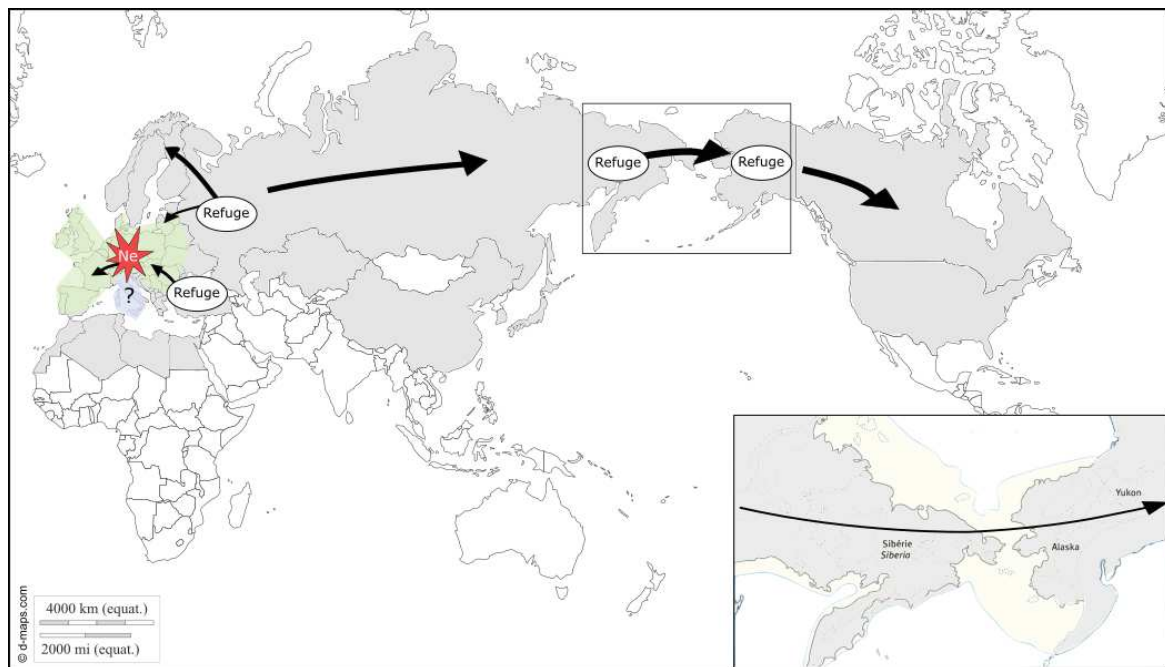 Refuge
Refuge
Refuge
Ne
?
Refuge
Yukon
Sibérie
Siberia
Alaska
4000 km (equat.)
2000 mi (equat.)
© d-maps.com